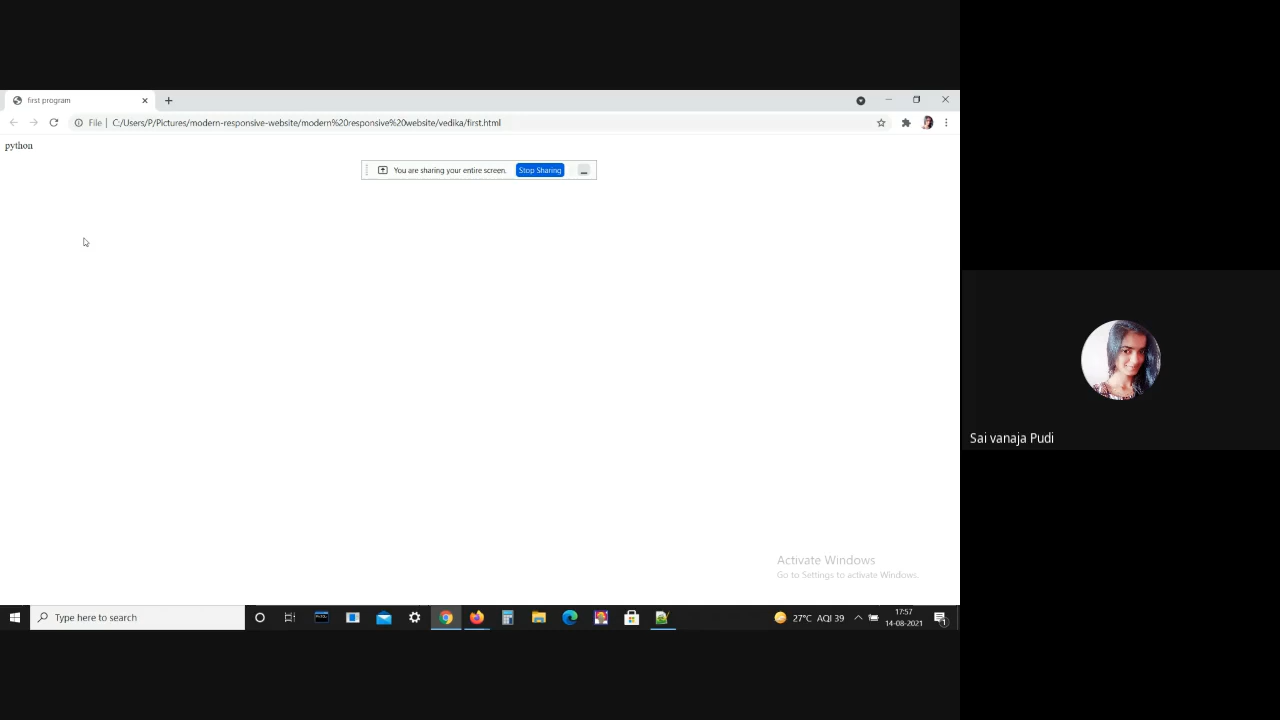 first program
File
C:/Users/P/Pictures/modern-responsive-website/modern%20responsive%20website/vedika/first.html
python
You are sharing your entire screen.
Stop Sharing
Sai vanaja Pudi
Activate Windows
Go to Settings to activate Windows.
Type here to search
27°C AQI 39
17:57
14-08-2021
1